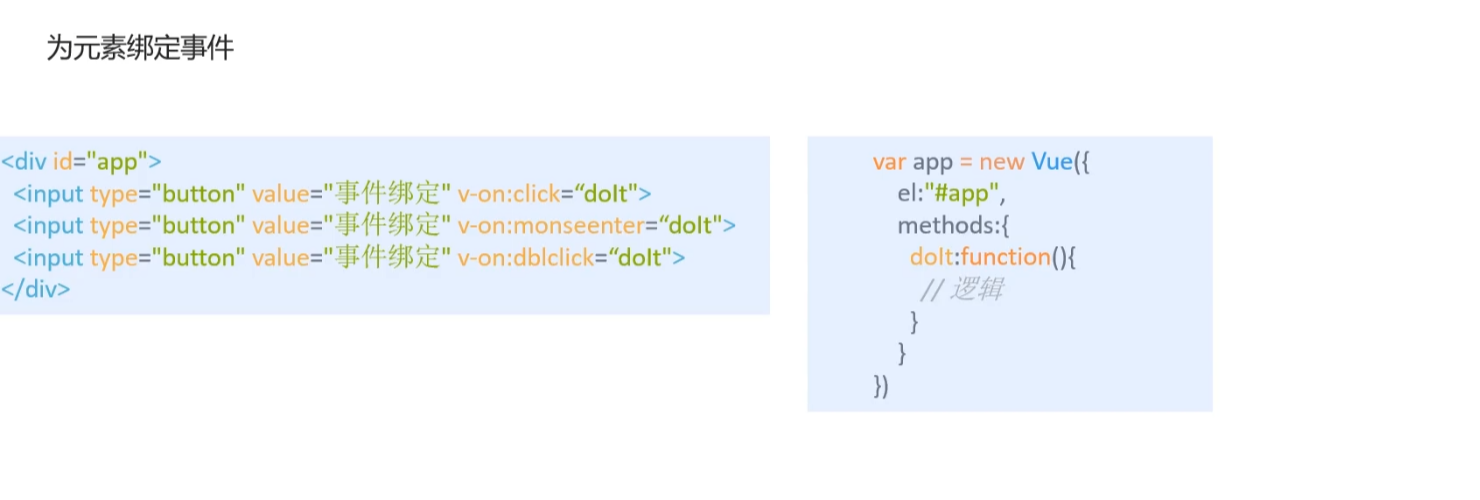 为元素绑定事件
<div id="app">
<input type="button" value="事件绑定" v-on:click=“doIt">
<input type="button" value="事件绑定" v-on:monseenter=“doIt">
<input type="button" value="事件绑定" v-on:dblclick=“doIt">
</div>
var app = new Vue({
el:"#app",
methods:{
doIt:function(){
// 逻辑
}
}
})